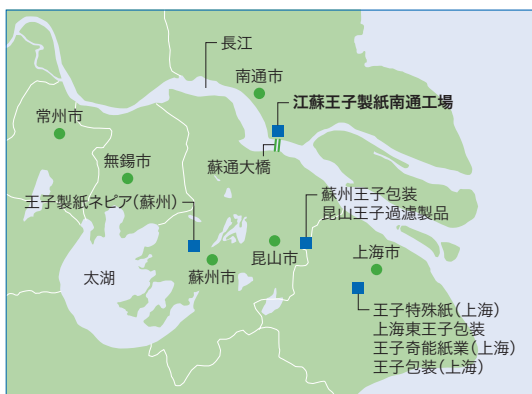 長江
南通市
江蘇王子製紙南通工場
常州市
蘇通大橋
無錫市
王子製紙ネピア(蘇州)
蘇州王子包装
昆山王子過濾製品
昆山市
上海市
太湖
蘇州市
王子特殊紙(上海)
上海東王子包装
王子奇能紙業(上海)
王子包装(上海)